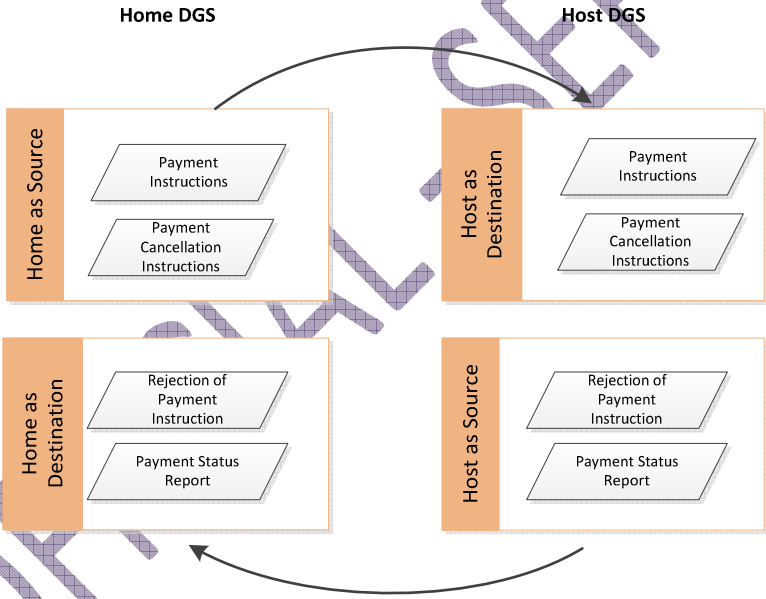 Home DGS
Host DGS
Home as Source
Payment
Instructions
Payment
Cancellation
Instructions
Host as
Destination
Payment
Instructions
Payment
Cancellation
Instructions
Home as
Destination
Rejection of
Payment
Instruction
Payment Status
Report
Host as Source
Rejection of
Payment
Instruction
Payment Status
Report